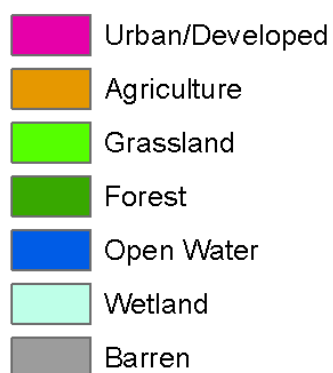 Urban/Developed
Agriculture
Grassland
Forest
Open Water
Wetland
Barren